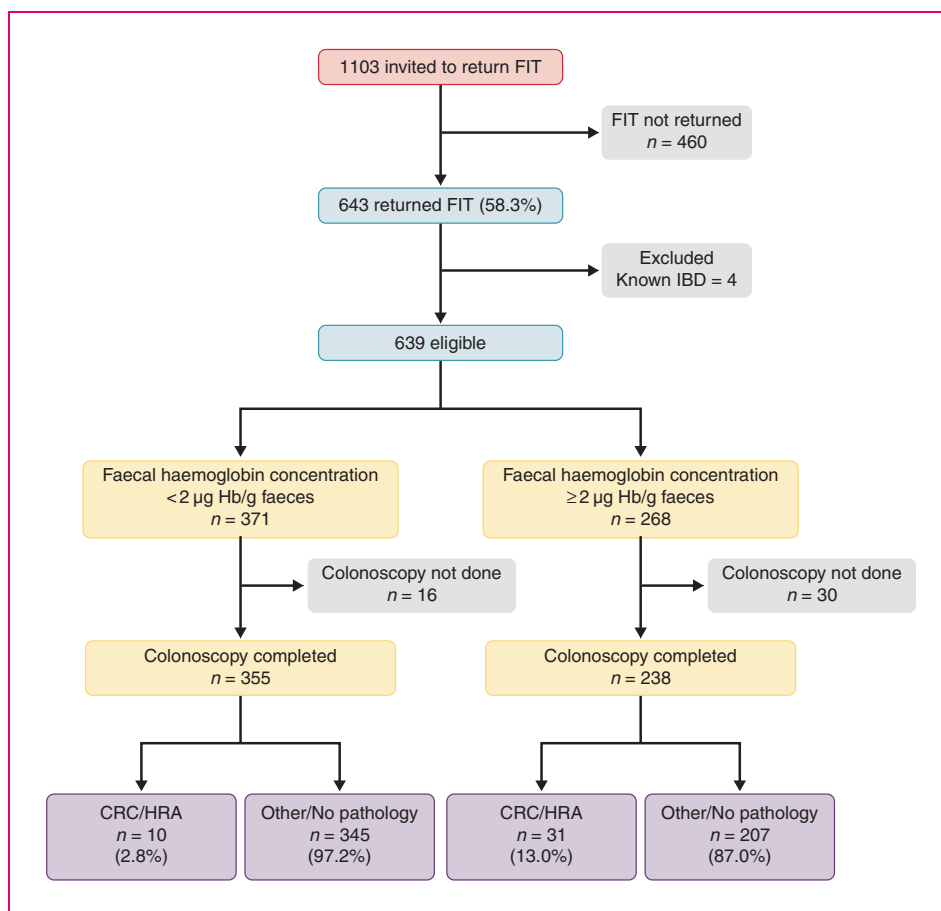 1103 invited to return FIT
FIT not returned
n = 460
643 returned FIT (58.3%)
Excluded
Known IBD = 4
639 eligible
Faecal haemoglobin concentration
<2 µg Hb/g faeces
n = 371
Faecal haemoglobin concentration
≥2 µg Hb/g faeces
n = 268
Colonoscopy not done
n = 16
Colonoscopy not done
n = 30
Colonoscopy completed
n = 355
Colonoscopy completed
n = 238
CRC/HRA
n = 10
(2.8%)
Other/No pathology
n = 345
(97.2%)
CRC/HRA
n = 31
(13.0%)
Other/No pathology
n = 207
(87.0%)